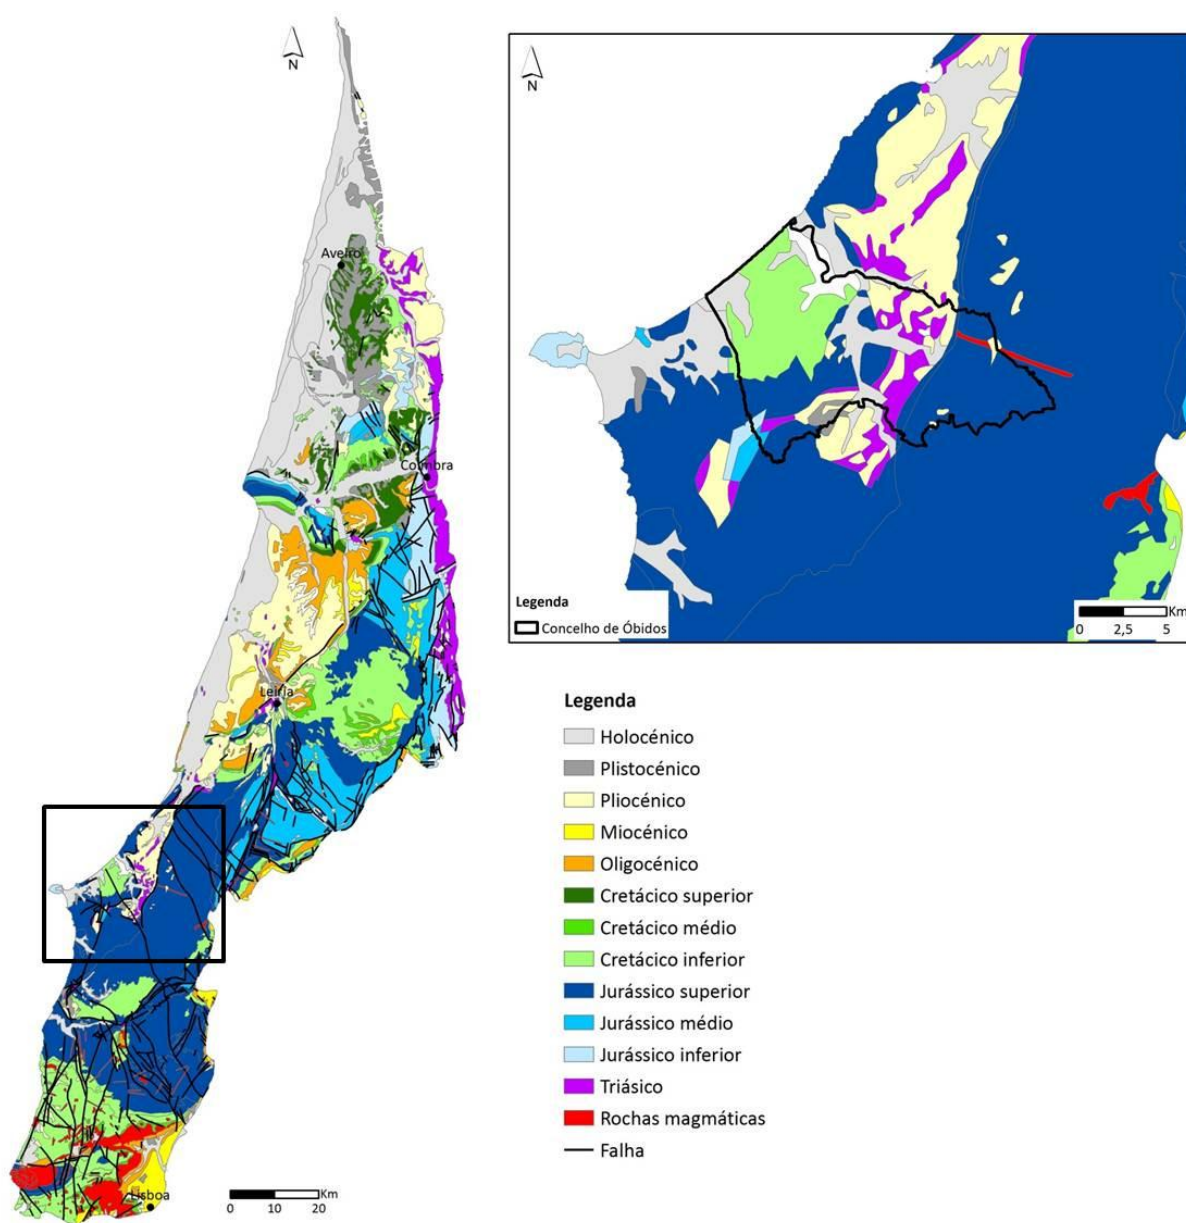 N
Aveiro
Coimbra
Leiria
Lisboa
Km
0 10 20
N
Legenda
Concelho de Óbidos
Km
0 2,5 5
Legenda
Holocénico
Plistocénico
Pliocénico
Miocénico
Oligocénico
Cretácico superior
Cretácico médio
Cretácico inferior
Jurássico superior
Jurássico médio
Jurássico inferior
Triásico
Rochas magmáticas
Falha